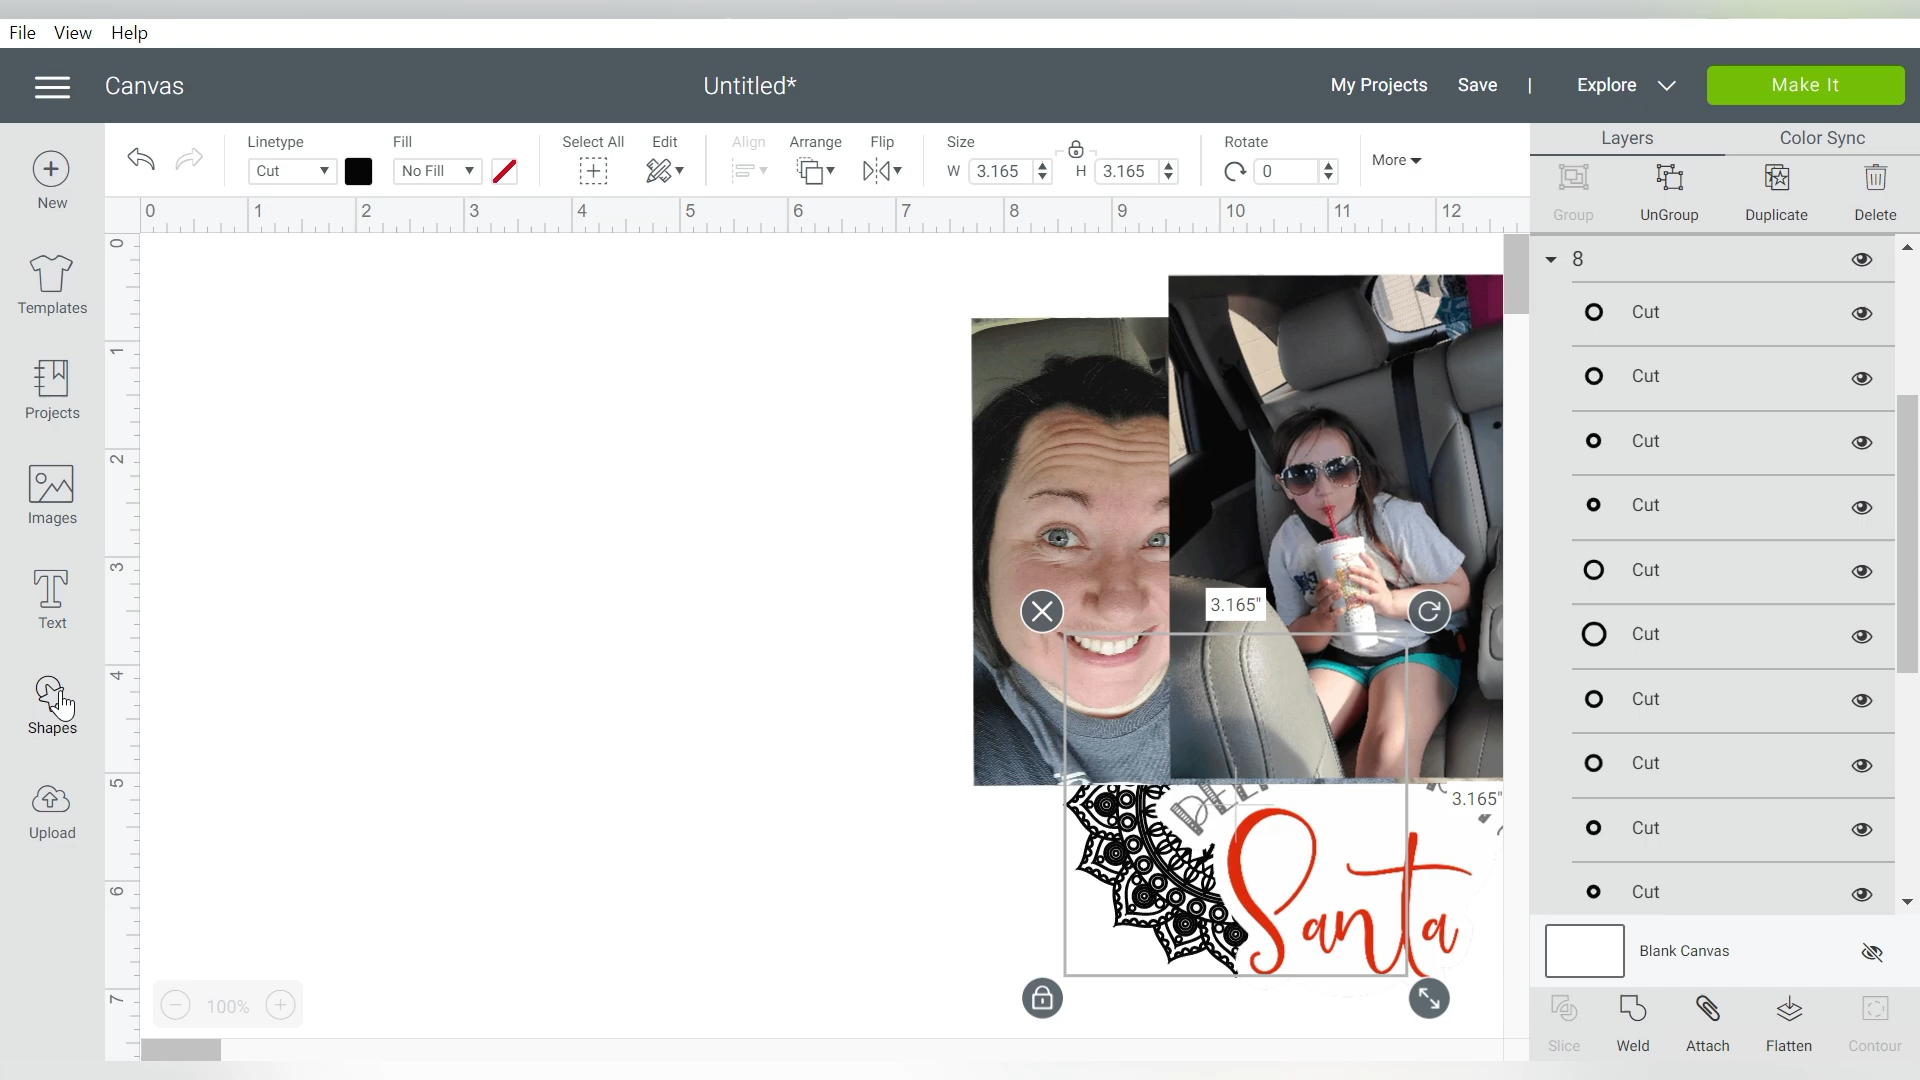 File View Help
Canvas Untitled* My Projects Save | Explore Make It
Linetype Fill Select All Edit Align Arrange Flip Size Rotate More
Cut No Fill W 3.165 H 3.165 0
Layers Color Sync
Group UnGroup Duplicate Delete
New
Templates
Projects
Images
Text
Shapes
Upload
0 1 2 3 4 5 6 7 8 9 10 11 12
0
1
2
3
4
5
6
7
3.165"
3.165"
Santa
100%
8
Cut
Cut
Cut
Cut
Cut
Cut
Cut
Cut
Cut
Cut
Blank Canvas
Slice Weld Attach Flatten Contour